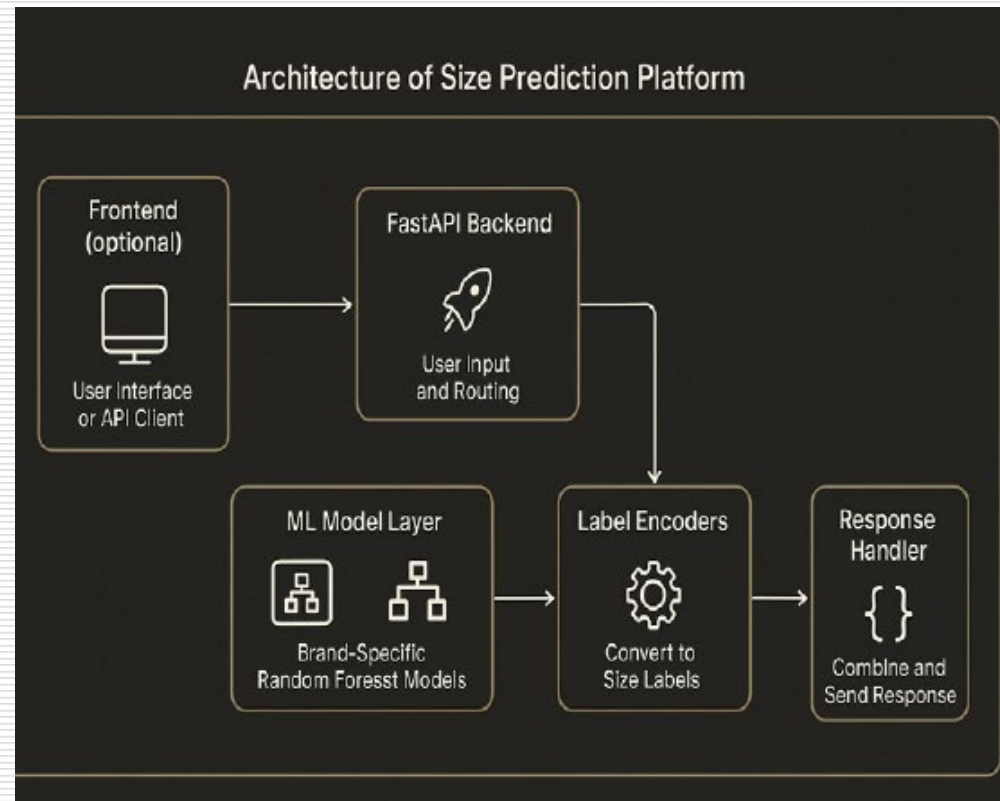 Architecture of Size Prediction Platform
Frontend
(optional)
User Interface
or API Client
FastAPI Backend
User Input
and Routing
ML Model Layer
Brand-Specific
Random Foresst Models
Label Encoders
Convert to
Size Labels
Response
Handler
{}
Combine and
Send Response